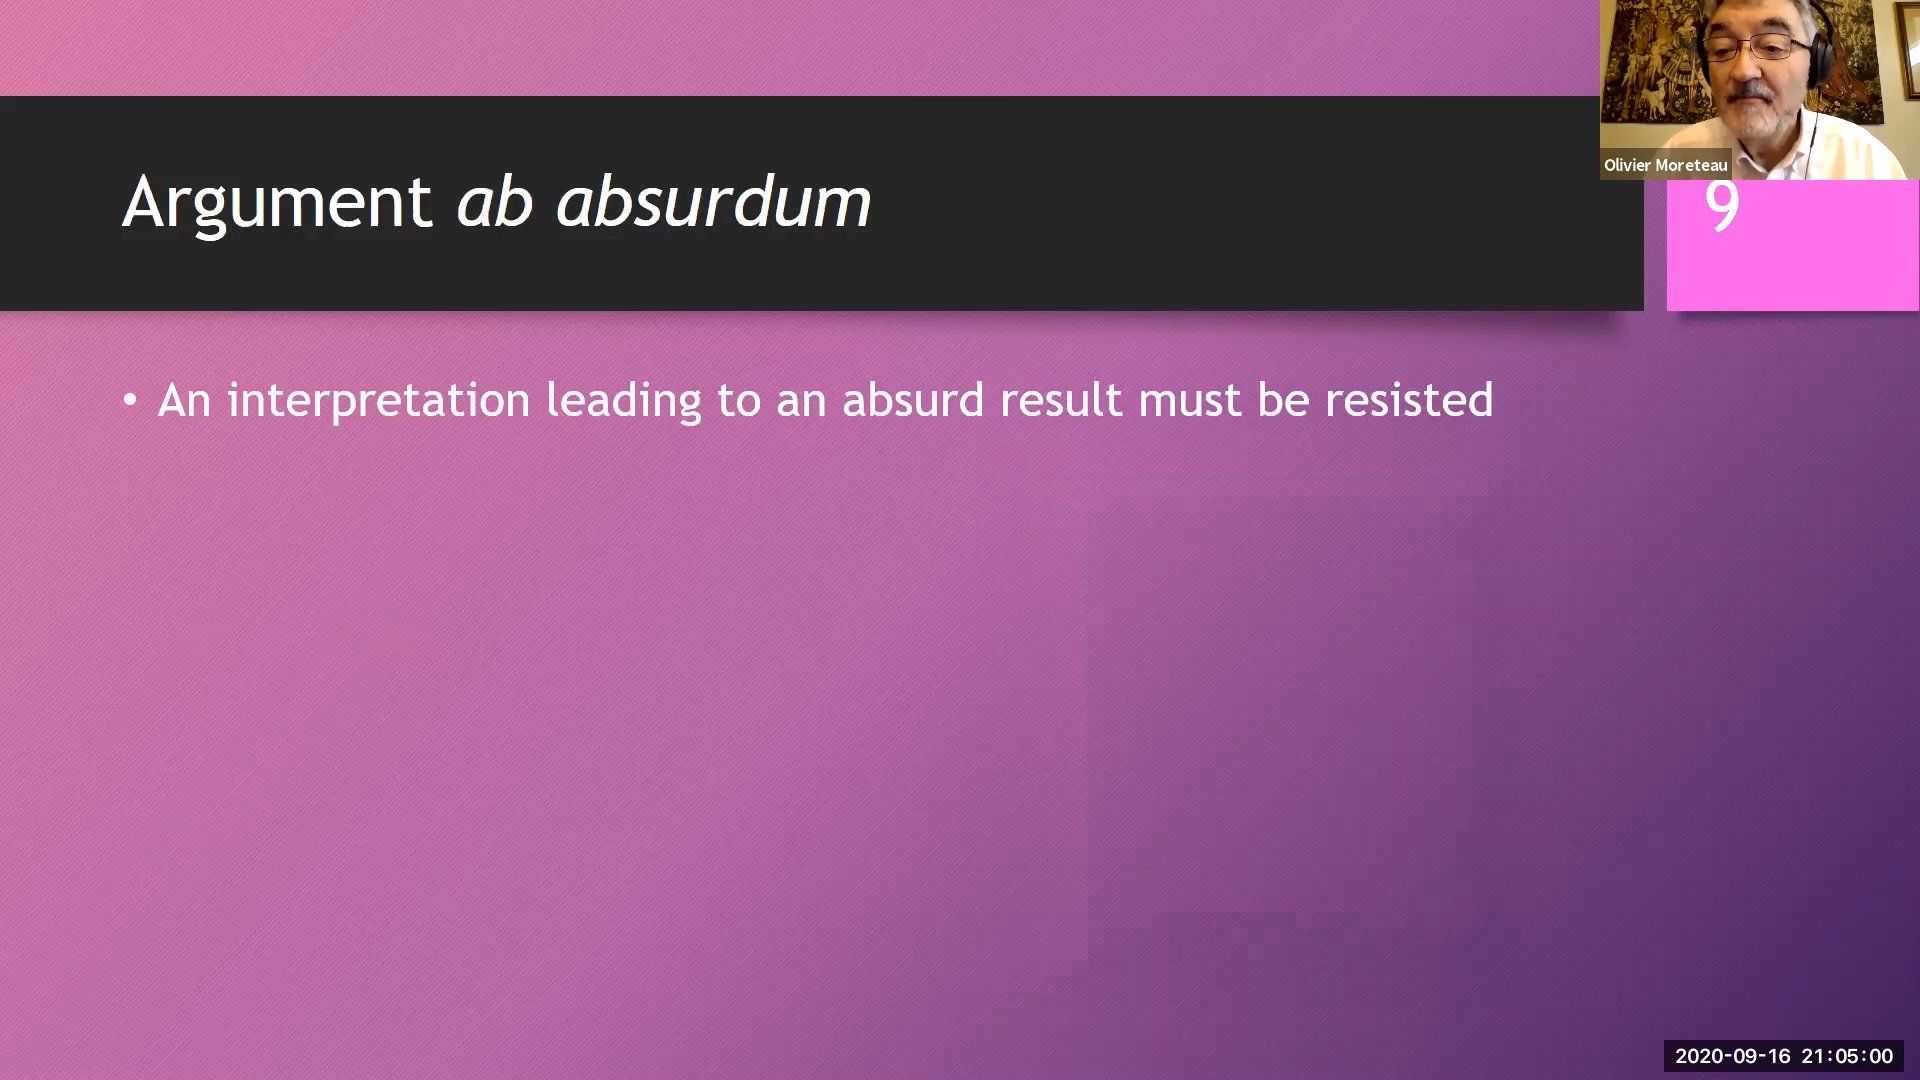 Argument ab absurdum
Olivier Moreteau
9
• An interpretation leading to an absurd result must be resisted
2020-09-16 21:05:00